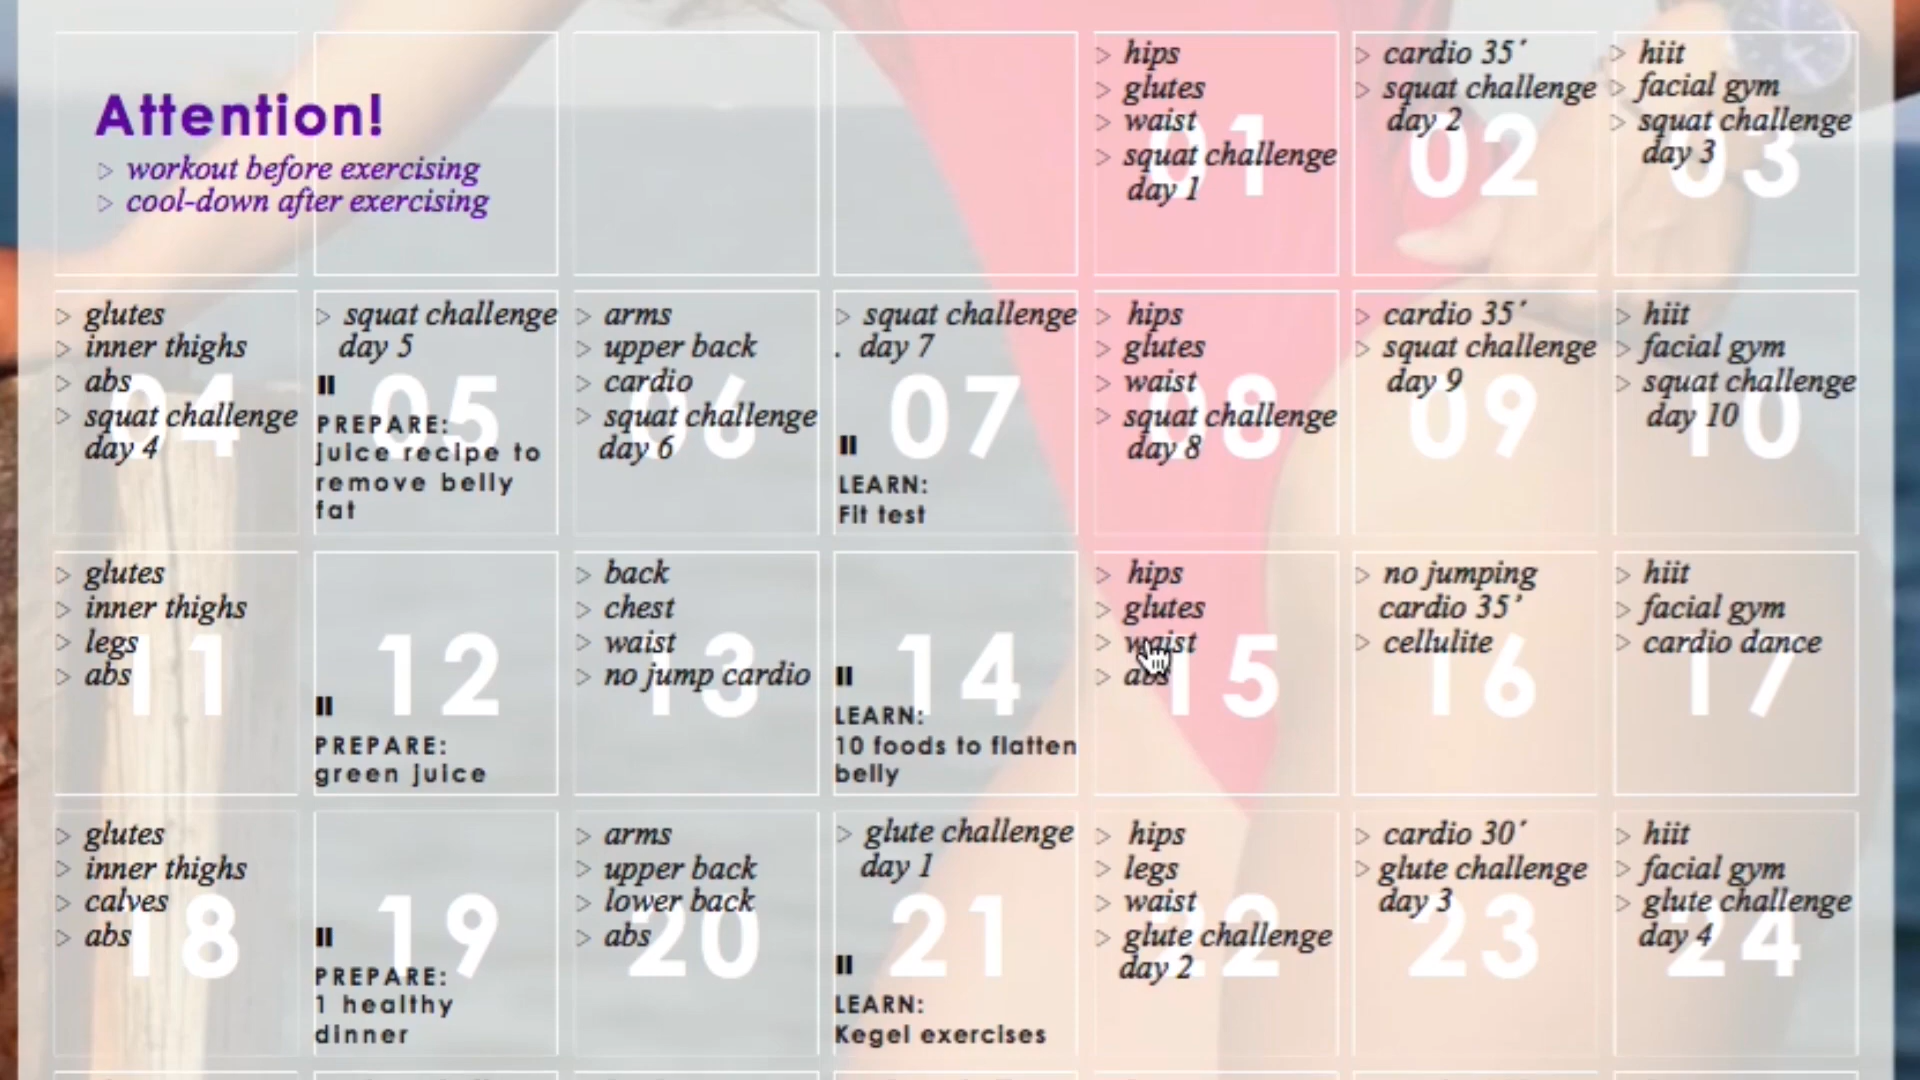 Attention!
▷ workout before exercising
▷ cool-down after exercising
▷ hips
▷ glutes
▷ waist
▷ squat challenge
day 1
01
▷ cardio 35´
▷ squat challenge
day 2
02
▷ hiit
▷ facial gym
▷ squat challenge
day 3
03
▷ glutes
▷ inner thighs
▷ abs
▷ squat challenge
day 4
04
▷ squat challenge
day 5
05
PREPARE:
juice recipe to
remove belly
fat
▷ arms
▷ upper back
▷ cardio
▷ squat challenge
day 6
06
▷ squat challenge
. day 7
07
LEARN:
Fit test
▷ hips
▷ glutes
▷ waist
▷ squat challenge
day 8
08
▷ cardio 35´
▷ squat challenge
day 9
09
▷ hiit
▷ facial gym
▷ squat challenge
day 10
10
▷ glutes
▷ inner thighs
▷ legs
▷ abs
11
12
PREPARE:
green juice
▷ back
▷ chest
▷ waist
▷ no jump cardio
13
14
LEARN:
10 foods to flatten
belly
▷ hips
▷ glutes
▷ waist
▷ abs
15
▷ no jumping
cardio 35´
▷ cellulite
16
▷ hiit
▷ facial gym
▷ cardio dance
17
▷ glutes
▷ inner thighs
▷ calves
▷ abs
18
19
PREPARE:
1 healthy
dinner
▷ arms
▷ upper back
▷ lower back
▷ abs
20
▷ glute challenge
day 1
21
LEARN:
Kegel exercises
▷ hips
▷ legs
▷ waist
▷ glute challenge
day 2
22
▷ cardio 30´
▷ glute challenge
day 3
23
▷ hiit
▷ facial gym
▷ glute challenge
day 4
24